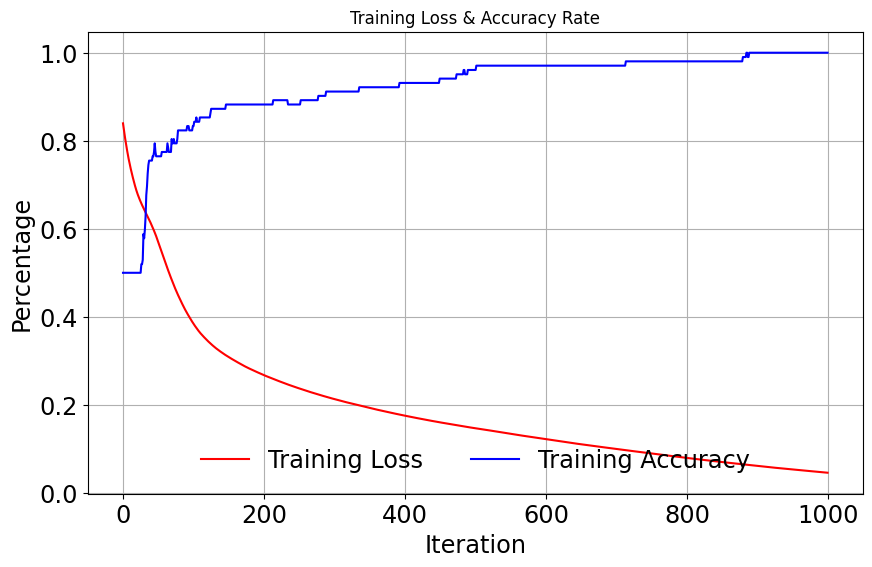 Training Loss & Accuracy Rate
1.0
0.8
0.6
0.4
0.2
0.0
Percentage
Training Loss Training Accuracy
0 200 400 600 800 1000
Iteration